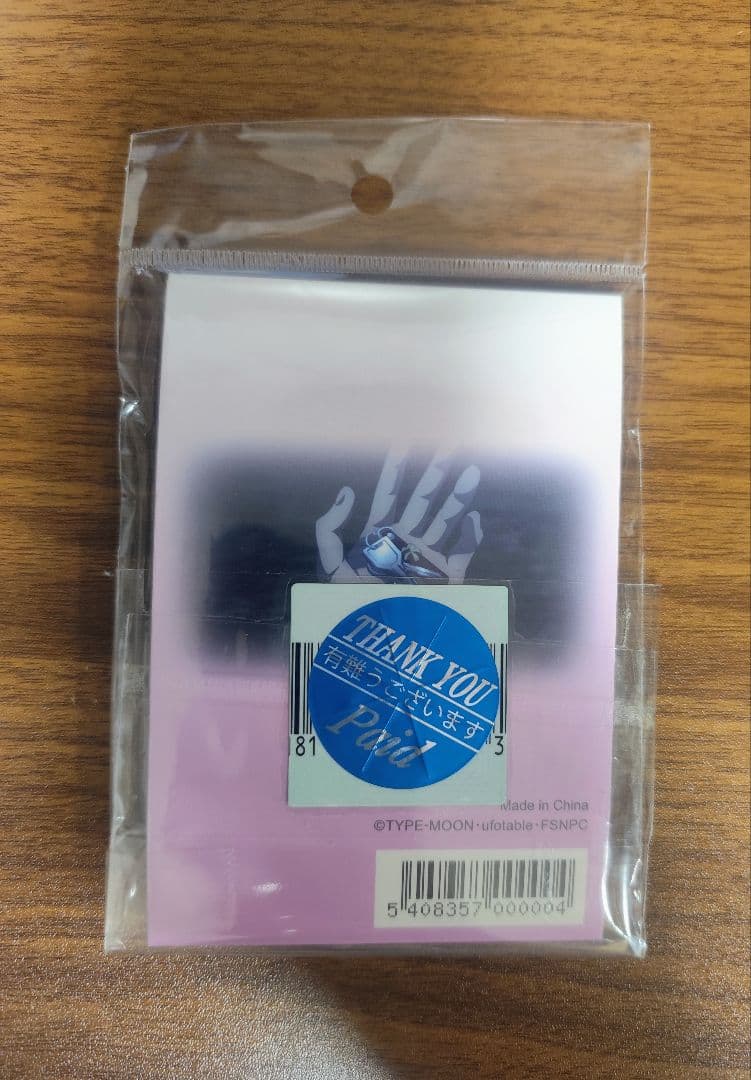 THANK YOU
有難うございます
Paid
81 3
Made in China
©TYPE-MOON・ufotable・FSNPC
5 408357 000004